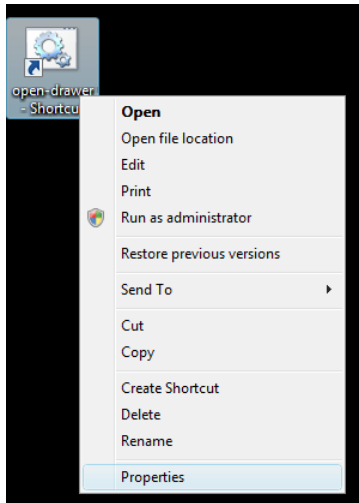 open-drawer
- Shortcu
Open
Open file location
Edit
Print
Run as administrator
Restore previous versions
Send To
Cut
Copy
Create Shortcut
Delete
Rename
Properties